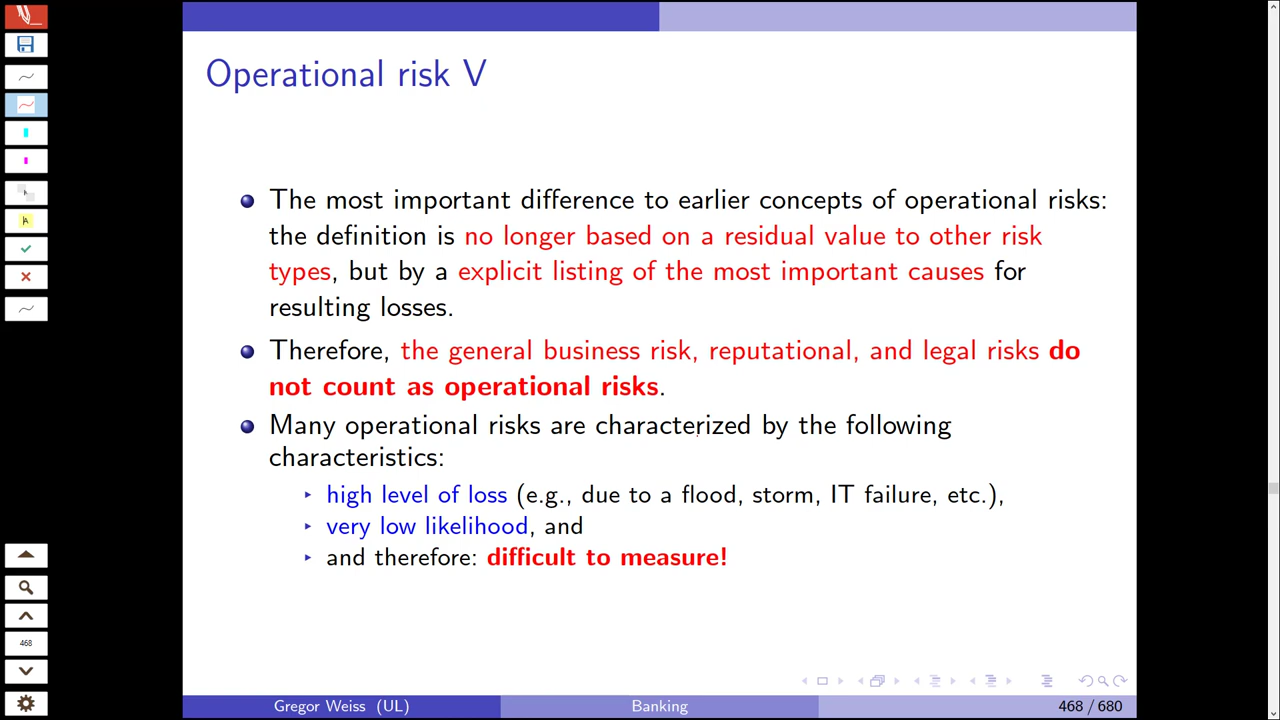 Operational risk V
The most important difference to earlier concepts of operational risks:
the definition is no longer based on a residual value to other risk
types, but by a explicit listing of the most important causes for
resulting losses.
Therefore, the general business risk, reputational, and legal risks do
not count as operational risks.
Many operational risks are characterized by the following
characteristics:
high level of loss (e.g., due to a flood, storm, IT failure, etc.),
very low likelihood, and
and therefore: difficult to measure!
468
Gregor Weiss (UL) Banking 468 / 680